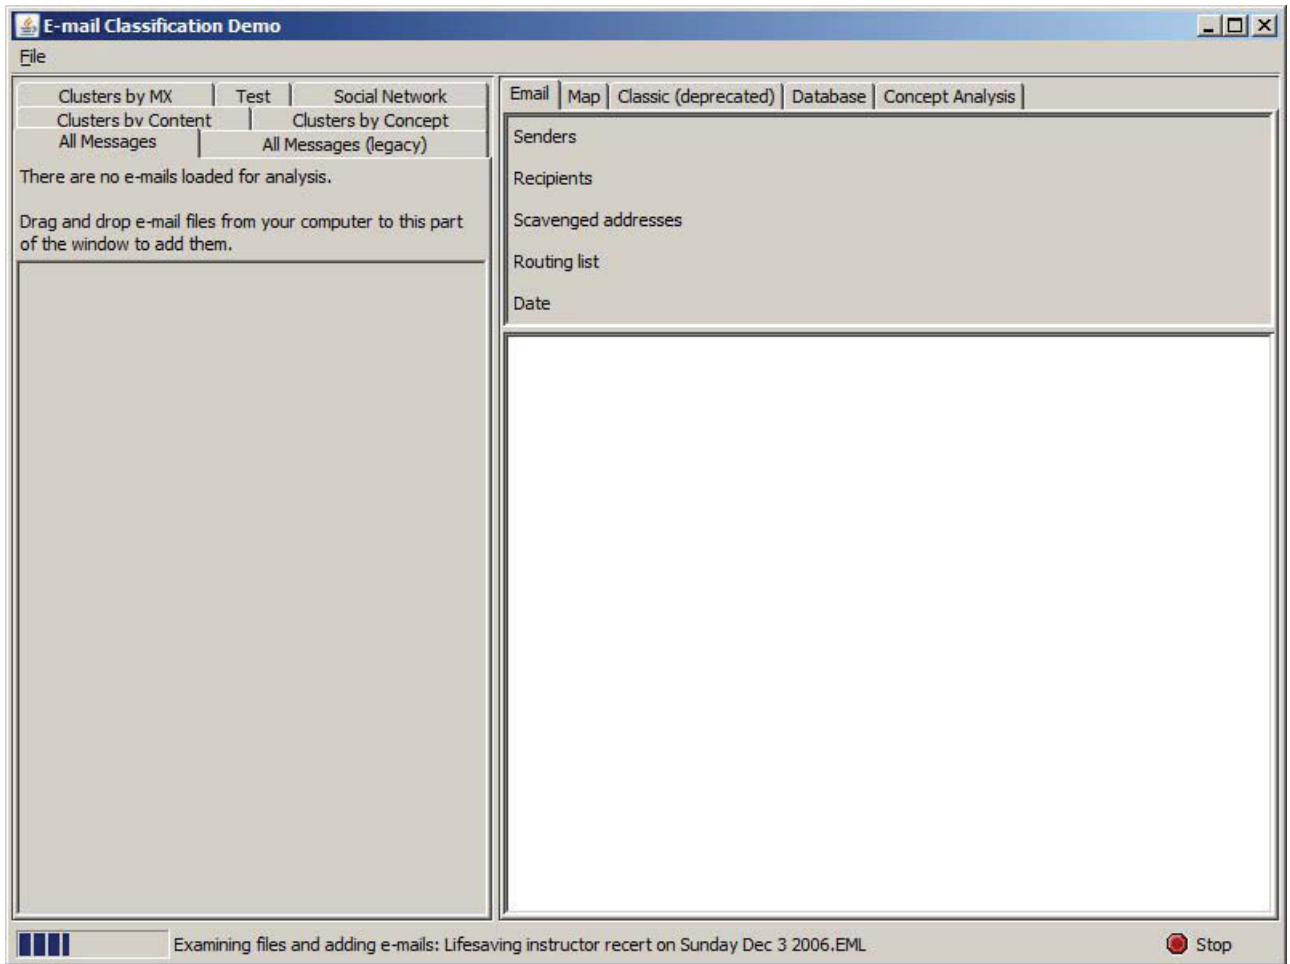 E-mail Classification Demo
File
Clusters by MX Test Social Network
Clusters by Content Clusters by Concept
All Messages All Messages (legacy)
There are no e-mails loaded for analysis.
Drag and drop e-mail files from your computer to this part
of the window to add them.
Email Map Classic (deprecated) Database Concept Analysis
Senders
Recipients
Scavenged addresses
Routing list
Date
Examining files and adding e-mails: Lifesaving instructor recert on Sunday Dec 3 2006.EML
Stop